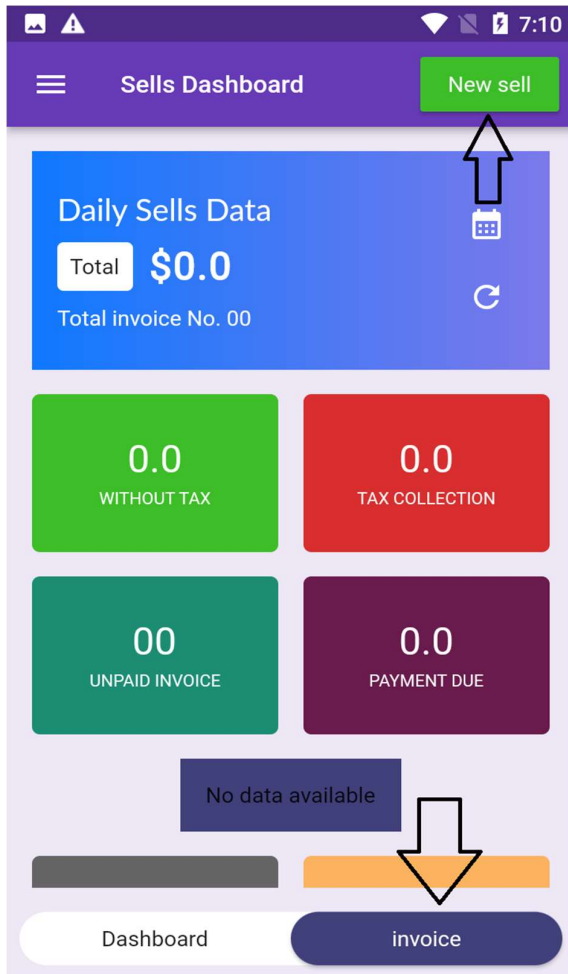 7:10
Sells Dashboard
New sell
Daily Sells Data
Total $0.0
Total invoice No. 00
0.0
WITHOUT TAX
0.0
TAX COLLECTION
00
UNPAID INVOICE
0.0
PAYMENT DUE
No data available
Dashboard
invoice